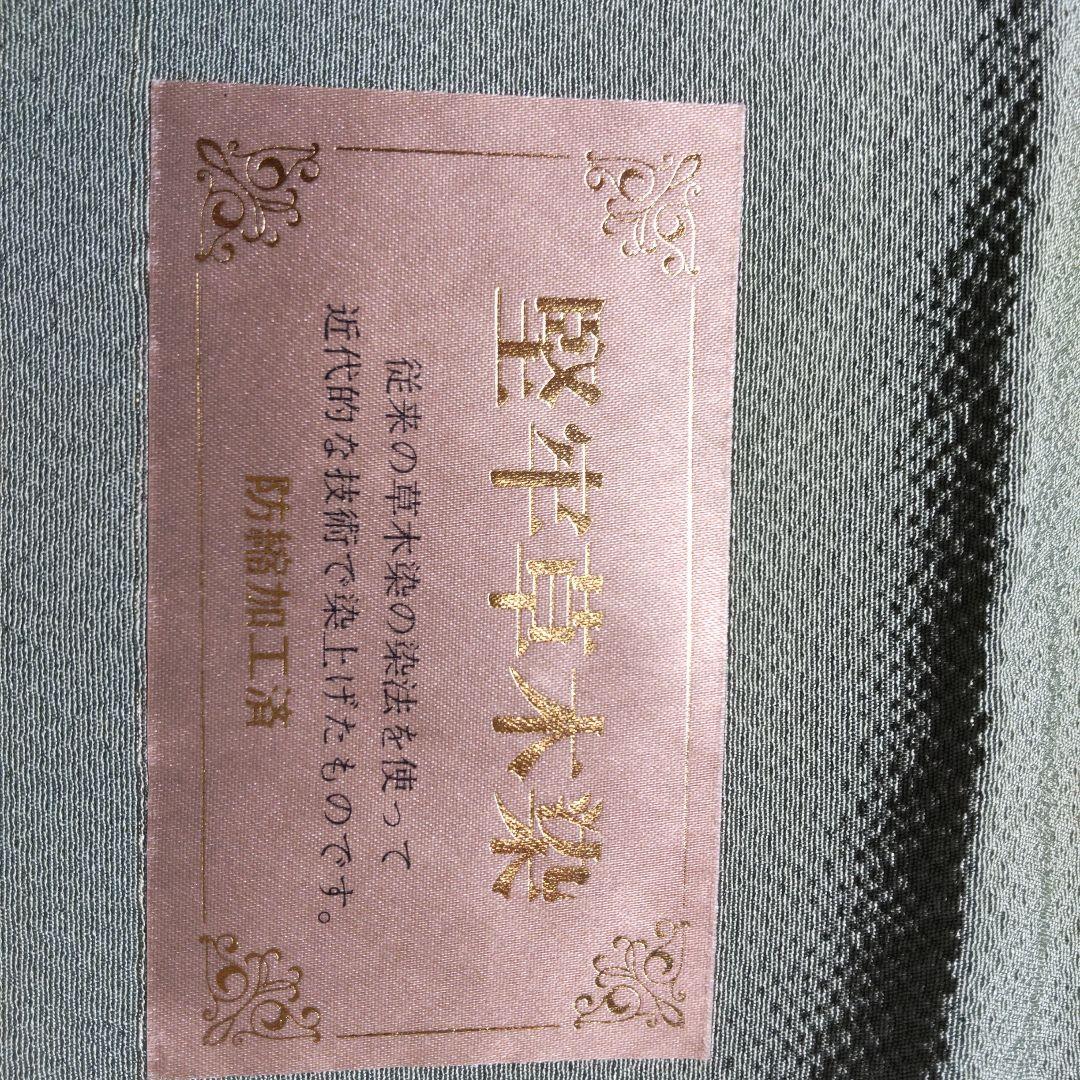 堅牢草木染
従来の草木染の染法を使って
近代的な技術で染上げたものです。
防縮加工済